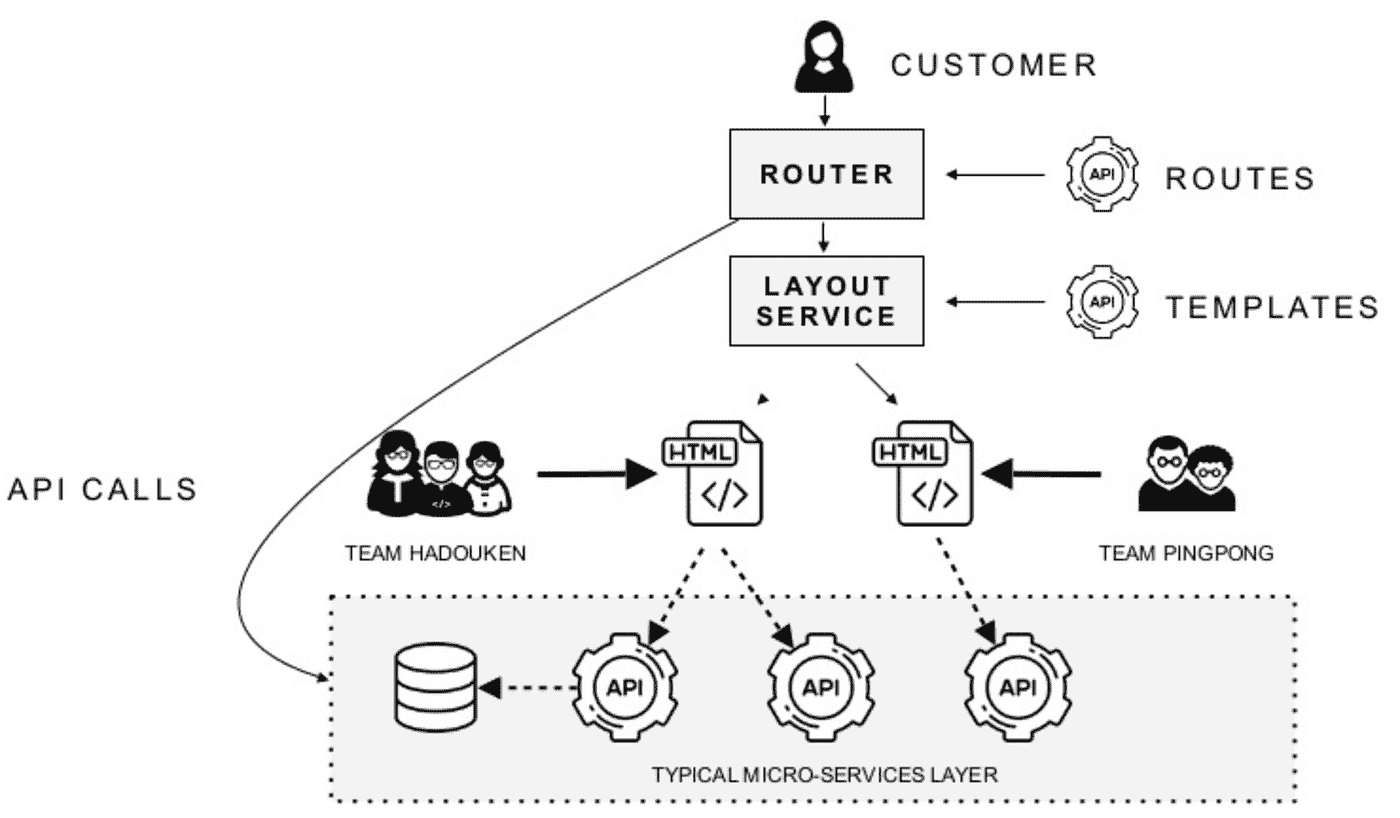 CUSTOMER
ROUTER
API
ROUTES
LAYOUT
SERVICE
API
TEMPLATES
HTML
</>
HTML
</>
API CALLS
</>
TEAM HADOUKEN
TEAM PINGPONG
API
API
API
TYPICAL MICRO-SERVICES LAYER